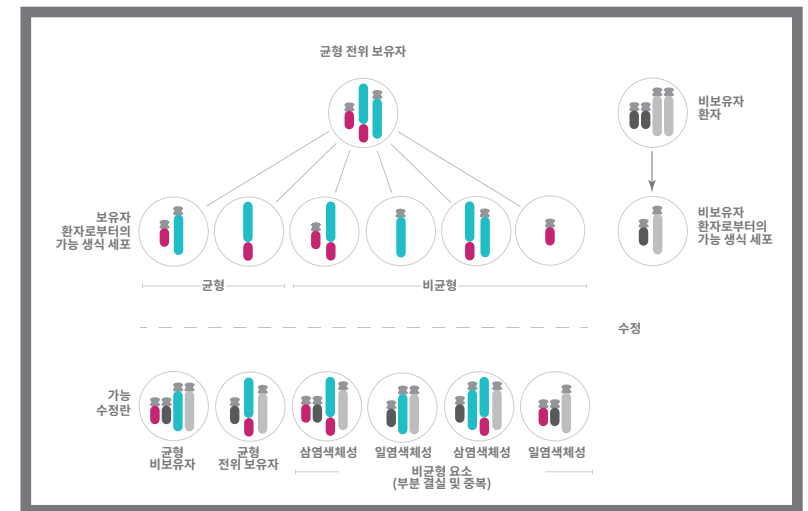 균형 전위 보유자
비보유자
환자
보유자
환자로부터의
가능 생식 세포
비보유자
환자로부터의
가능 생식 세포
균형
비균형
수정
가능
수정란
균형
비보유자
균형
전위 보유자
삼염색체성
일염색체성
삼염색체성
일염색체성
비균형 요소
(부분 결실 및 중복)